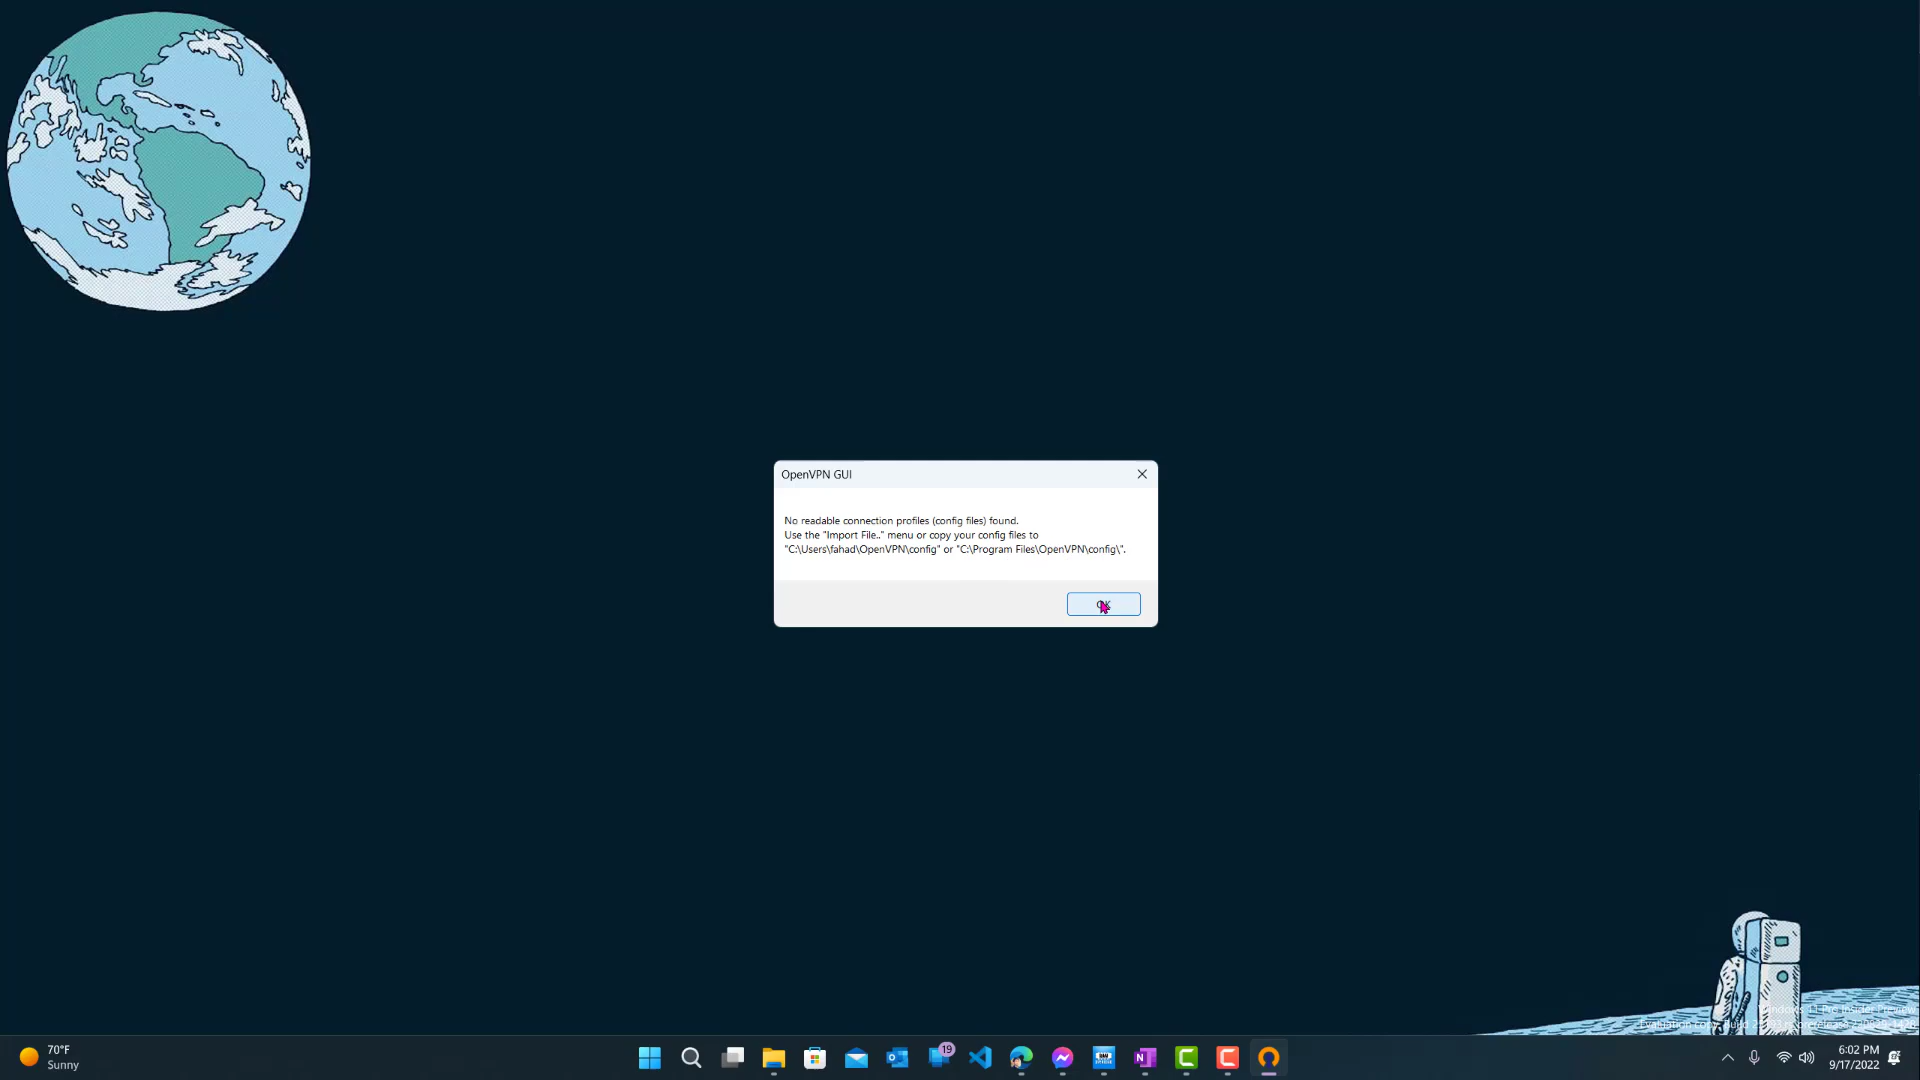 OpenVPN GUI
No readable connection profiles (config files) found.
Use the "Import File.." menu or copy your config files to
"C:\Users\fahad\OpenVPN\config" or "C:\Program Files\OpenVPN\config\".
70°F
Sunny
19
6:02 PM
9/17/2022